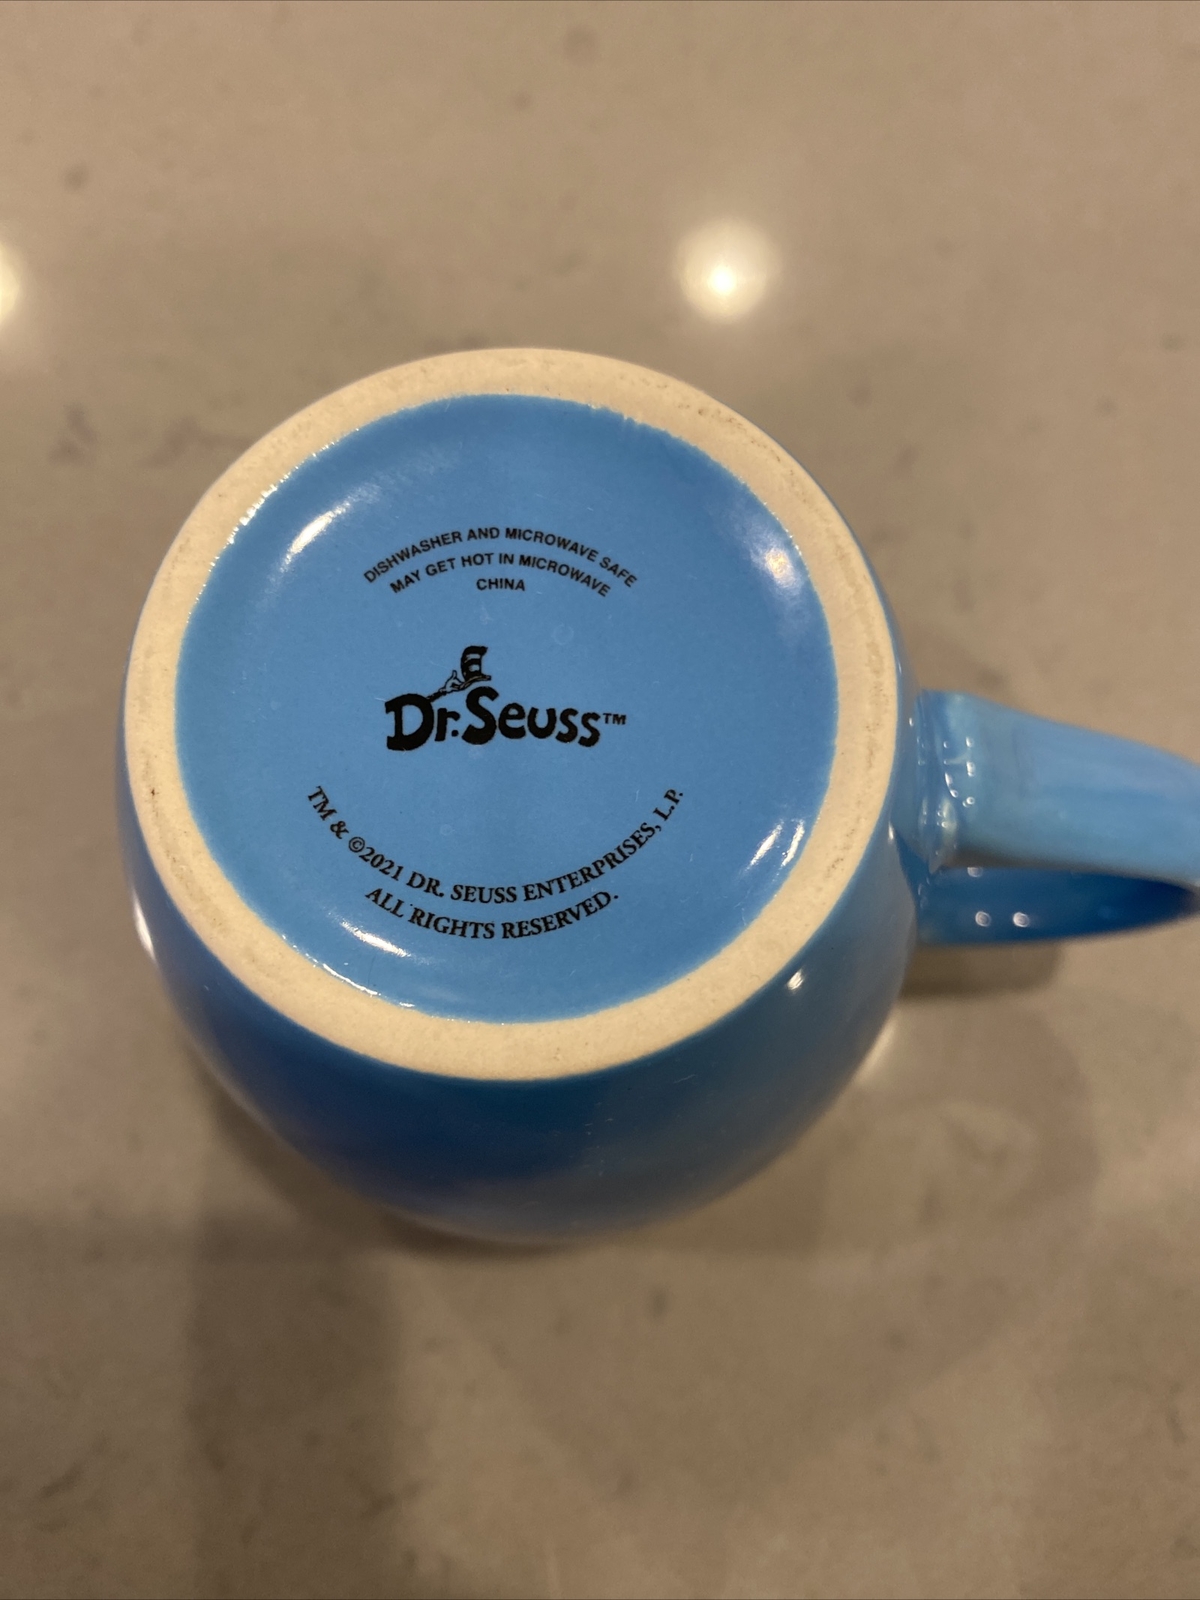 DISHWASHER AND MICROWAVE SAFE
MAY GET HOT IN MICROWAVE
CHINA
Dr. Seuss™
TM & ©2021 DR. SEUSS ENTERPRISES, L.P.
ALL RIGHTS RESERVED.